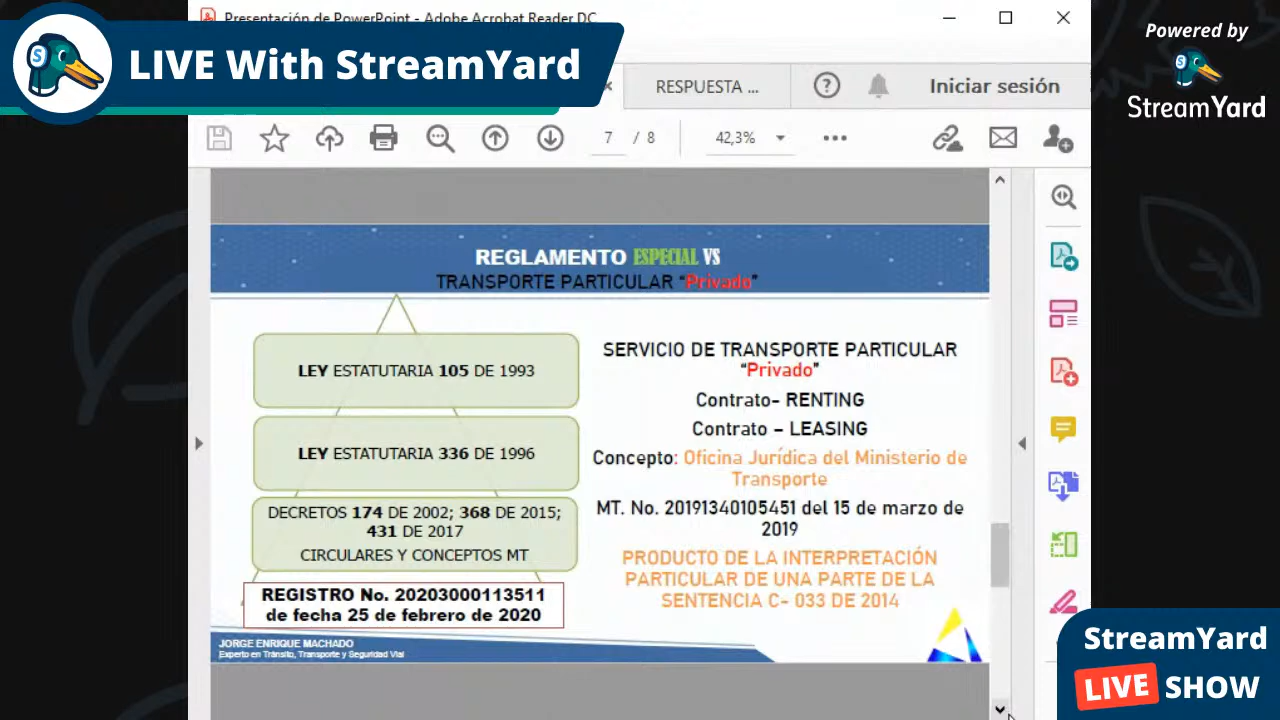 Presentación de PowerPoint - Adobe Acrobat Reader DC
LIVE With StreamYard
Powered by
StreamYard
RESPUESTA ...
Iniciar sesión
7 / 8
42,3%
REGLAMENTO ESPECIAL VS
TRANSPORTE PARTICULAR “Privado”
LEY ESTATUTARIA 105 DE 1993
LEY ESTATUTARIA 336 DE 1996
DECRETOS 174 DE 2002; 368 DE 2015;
431 DE 2017
CIRCULARES Y CONCEPTOS MT
REGISTRO No. 20203000113511
de fecha 25 de febrero de 2020
SERVICIO DE TRANSPORTE PARTICULAR
“Privado”
Contrato- RENTING
Contrato – LEASING
Concepto: Oficina Jurídica del Ministerio de
Transporte
MT. No. 20191340105451 del 15 de marzo de
2019
PRODUCTO DE LA INTERPRETACIÓN
PARTICULAR DE UNA PARTE DE LA
SENTENCIA C- 033 DE 2014
JORGE ENRIQUE MACHADO
Experto en Tránsito, Transporte y Seguridad Vial
StreamYard
LIVE SHOW